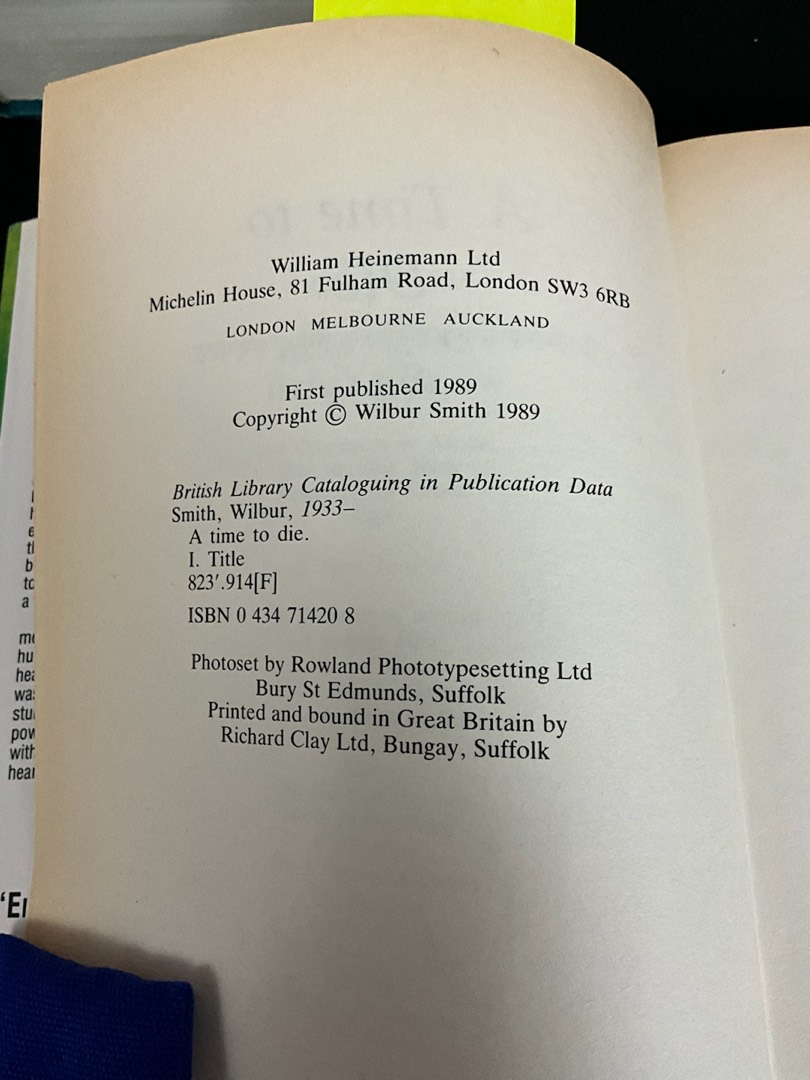 William Heinemann Ltd
Michelin House, 81 Fulham Road, London SW3 6RB
LONDON MELBOURNE AUCKLAND
First published 1989
Copyright © Wilbur Smith 1989
British Library Cataloguing in Publication Data
Smith, Wilbur, 1933–
A time to die.
I. Title
823′.914[F]
ISBN 0 434 71420 8
Photoset by Rowland Phototypesetting Ltd
Bury St Edmunds, Suffolk
Printed and bound in Great Britain by
Richard Clay Ltd, Bungay, Suffolk